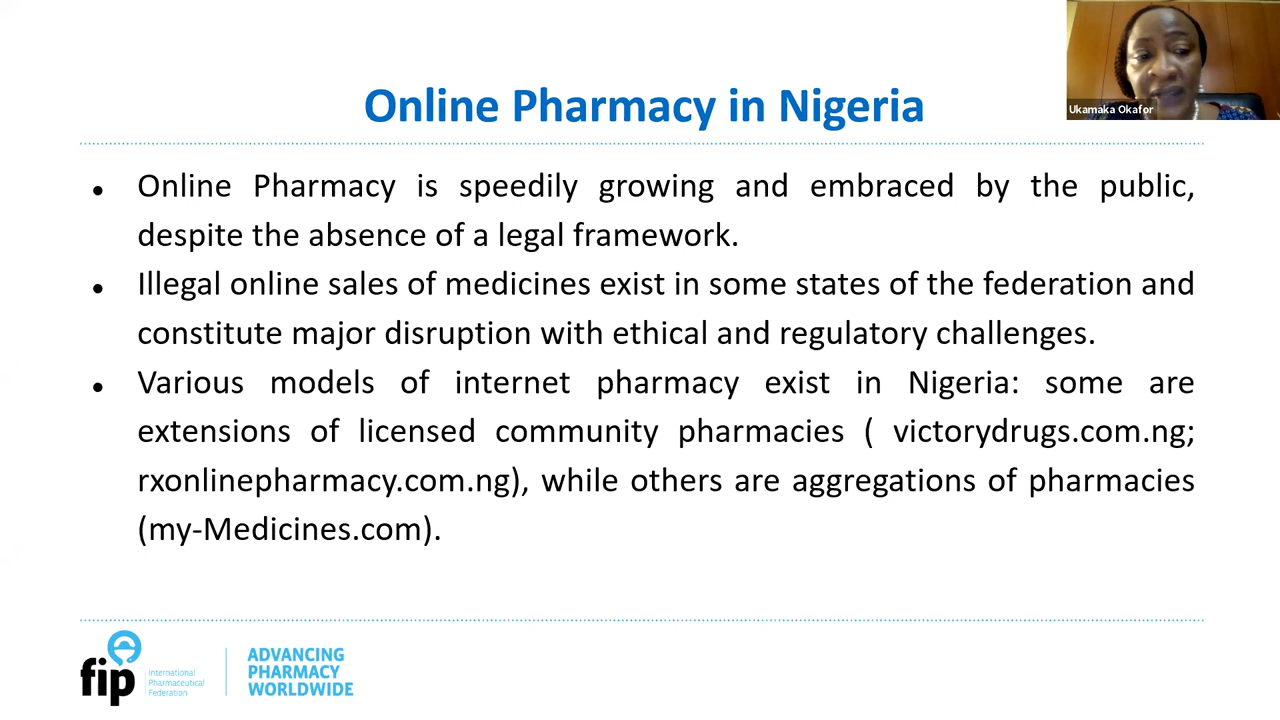 Online Pharmacy in Nigeria
Ukamaka Okafor
● Online Pharmacy is speedily growing and embraced by the public,
despite the absence of a legal framework.
● Illegal online sales of medicines exist in some states of the federation and
constitute major disruption with ethical and regulatory challenges.
● Various models of internet pharmacy exist in Nigeria: some are
extensions of licensed community pharmacies ( victorydrugs.com.ng;
rxonlinepharmacy.com.ng), while others are aggregations of pharmacies
(my-Medicines.com).
fip
International
Pharmaceutical
Federation
ADVANCING
PHARMACY
WORLDWIDE